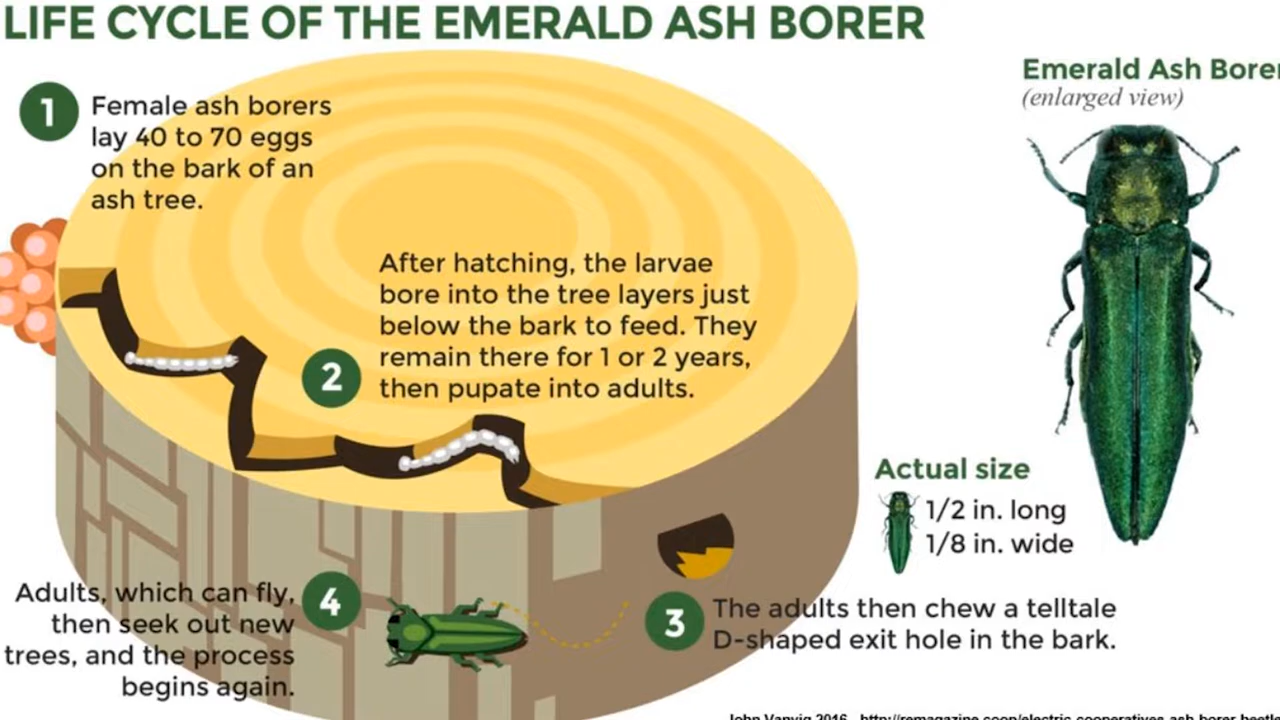 LIFE CYCLE OF THE EMERALD ASH BORER
1
Female ash borers
lay 40 to 70 eggs
on the bark of an
ash tree.
Emerald Ash Borer
(enlarged view)
2
After hatching, the larvae
bore into the tree layers just
below the bark to feed. They
remain there for 1 or 2 years,
then pupate into adults.
Actual size
1/2 in. long
1/8 in. wide
3
The adults then chew a telltale
D-shaped exit hole in the bark.
4
Adults, which can fly,
then seek out new
trees, and the process
begins again.
John Vanvig 2016